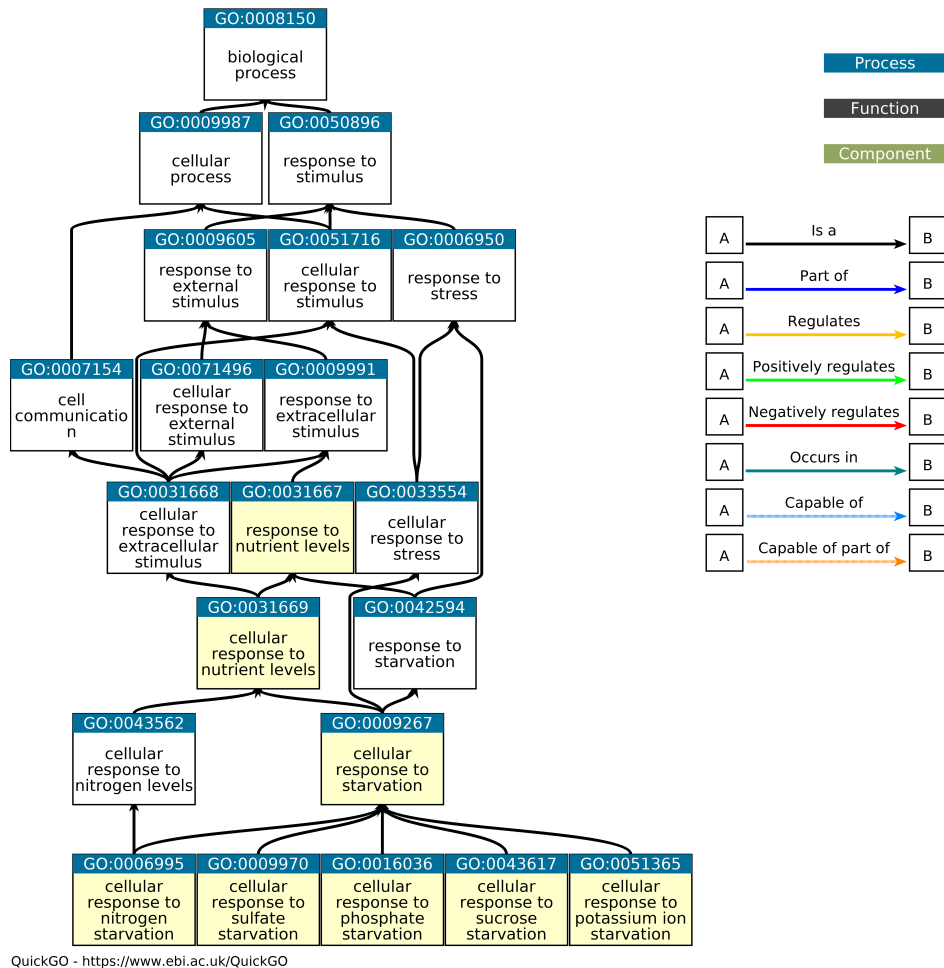 GO:0008150
biological
process
Process
GO:0009987
cellular
process
GO:0050896
response to
stimulus
Function
Component
GO:0009605
response to
external
stimulus
GO:0051716
cellular
response to
stimulus
GO:0006950
response to
stress
A
Is a
B
A
Part of
B
A
Regulates
B
A
Positively regulates
B
A
Negatively regulates
B
A
Occurs in
B
A
Capable of
B
A
Capable of part of
B
GO:0007154
cell
communicatio
n
GO:0071496
cellular
response to
external
stimulus
GO:0009991
response to
extracellular
stimulus
GO:0031668
cellular
response to
extracellular
stimulus
GO:0031667
response to
nutrient levels
GO:0033554
cellular
response to
stress
GO:0031669
cellular
response to
nutrient levels
GO:0042594
response to
starvation
GO:0043562
cellular
response to
nitrogen levels
GO:0009267
cellular
response to
starvation
GO:0006995
cellular
response to
nitrogen
starvation
GO:0009970
cellular
response to
sulfate
starvation
GO:0016036
cellular
response to
phosphate
starvation
GO:0043617
cellular
response to
sucrose
starvation
GO:0051365
cellular
response to
potassium ion
starvation
QuickGO - https://www.ebi.ac.uk/QuickGO